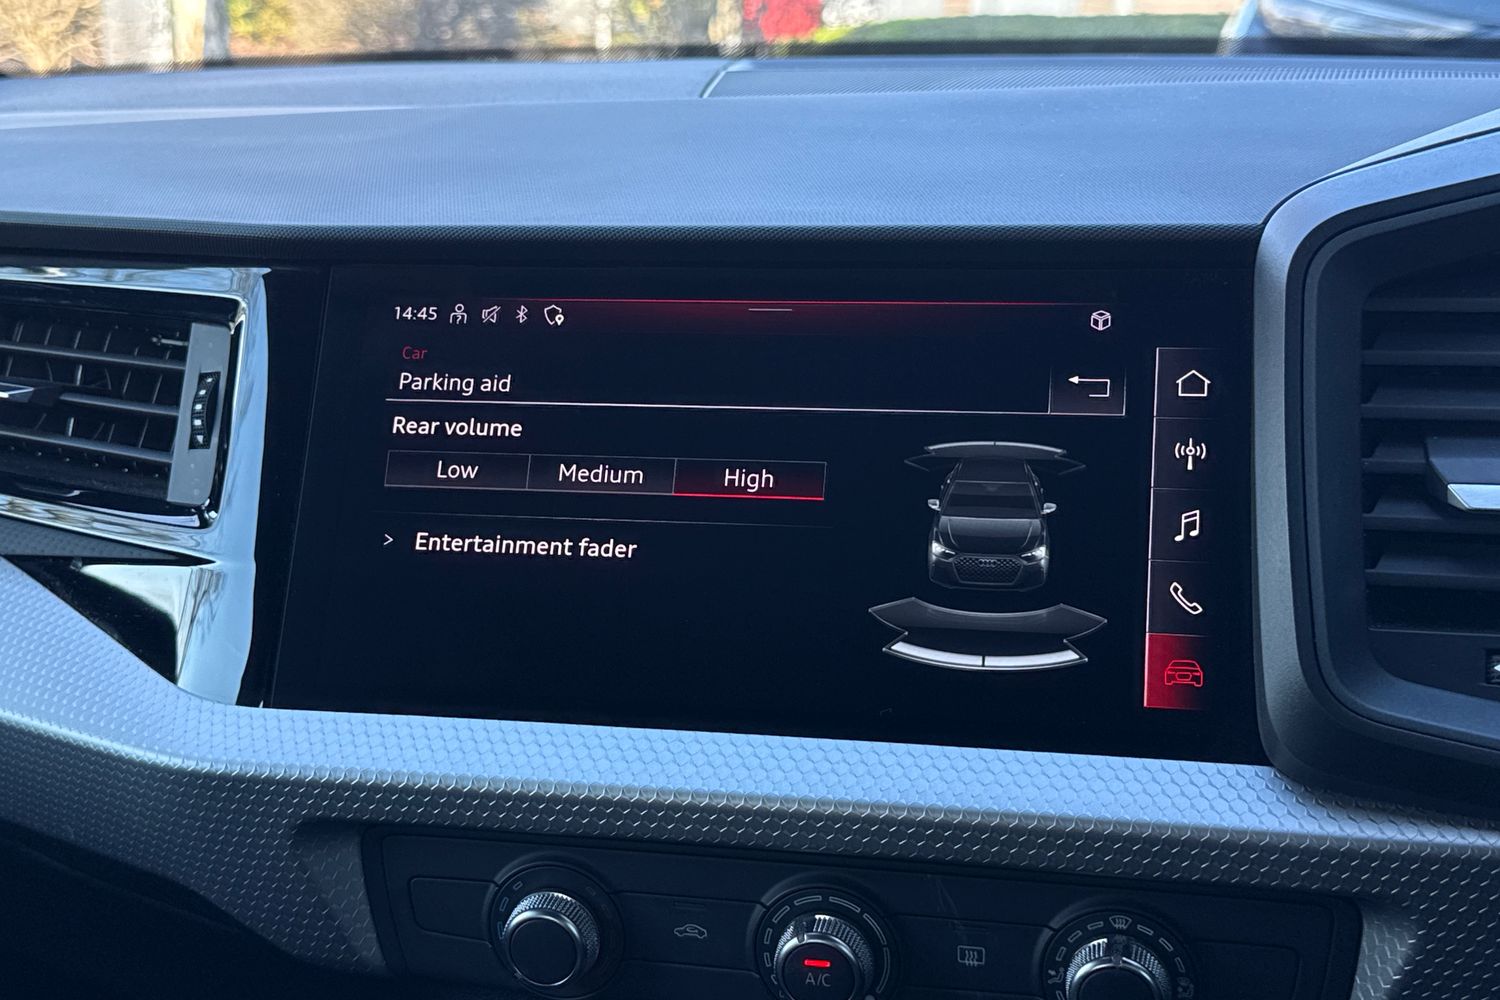 14:45
Car
Parking aid
Rear volume
Low Medium High
Entertainment fader
A/C